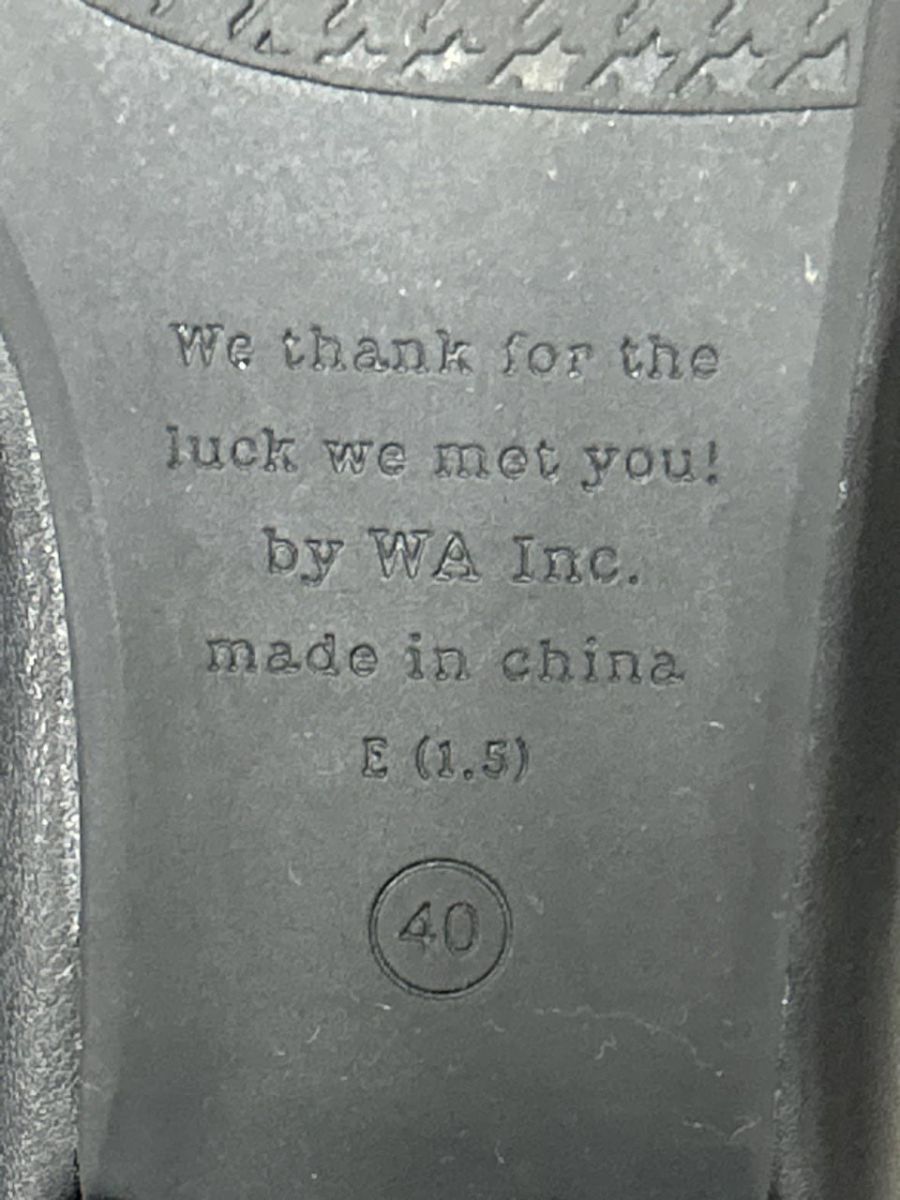 We thank for the
luck we met you!
by WA Inc.
made in china
E (1.5)
40